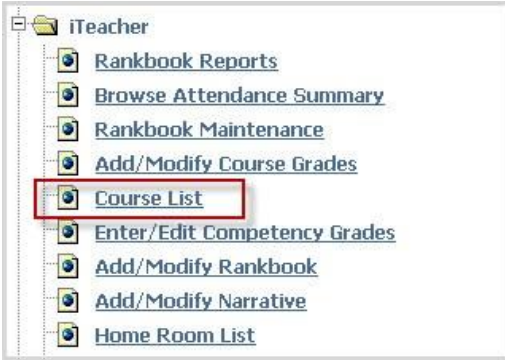 iTeacher
Rankbook Reports
Browse Attendance Summary
Rankbook Maintenance
Add/Modify Course Grades
Course List
Enter/Edit Competency Grades
Add/Modify Rankbook
Add/Modify Narrative
Home Room List